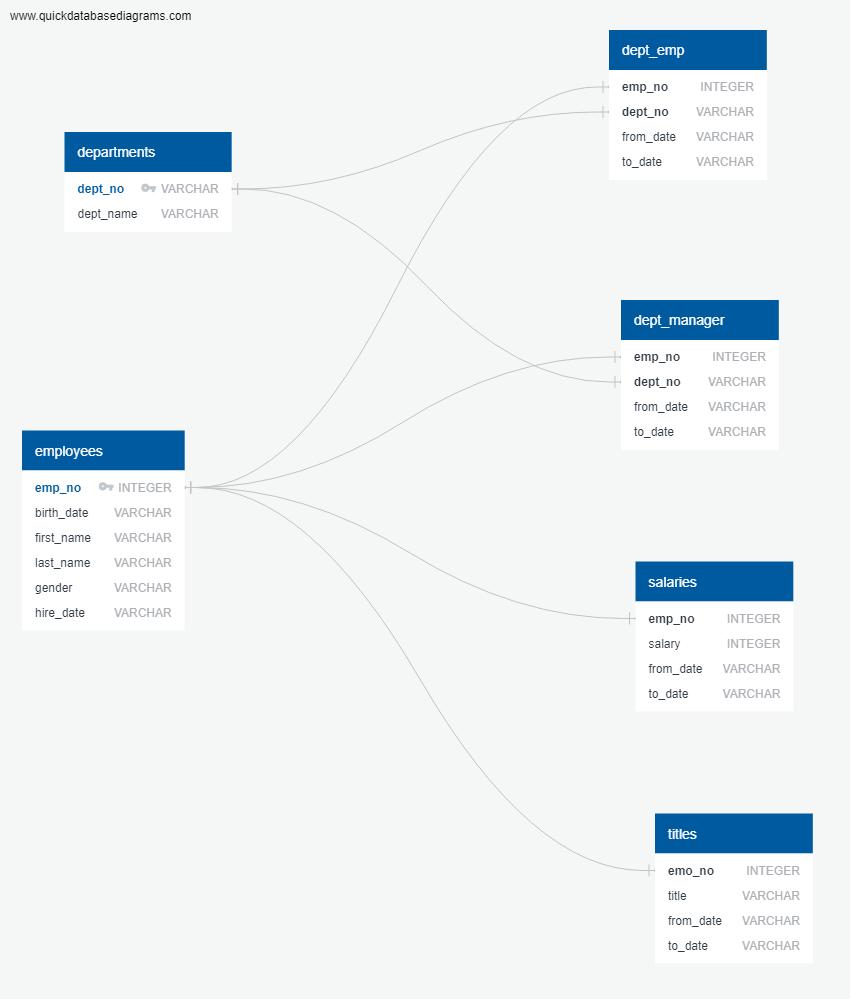 www.quickdatabasediagrams.com
dept_emp
emp_no INTEGER
dept_no VARCHAR
from_date VARCHAR
to_date VARCHAR
departments
dept_no VARCHAR
dept_name VARCHAR
dept_manager
emp_no INTEGER
dept_no VARCHAR
from_date VARCHAR
to_date VARCHAR
employees
emp_no INTEGER
birth_date VARCHAR
first_name VARCHAR
last_name VARCHAR
gender VARCHAR
hire_date VARCHAR
salaries
emp_no INTEGER
salary INTEGER
from_date VARCHAR
to_date VARCHAR
titles
emo_no INTEGER
title VARCHAR
from_date VARCHAR
to_date VARCHAR